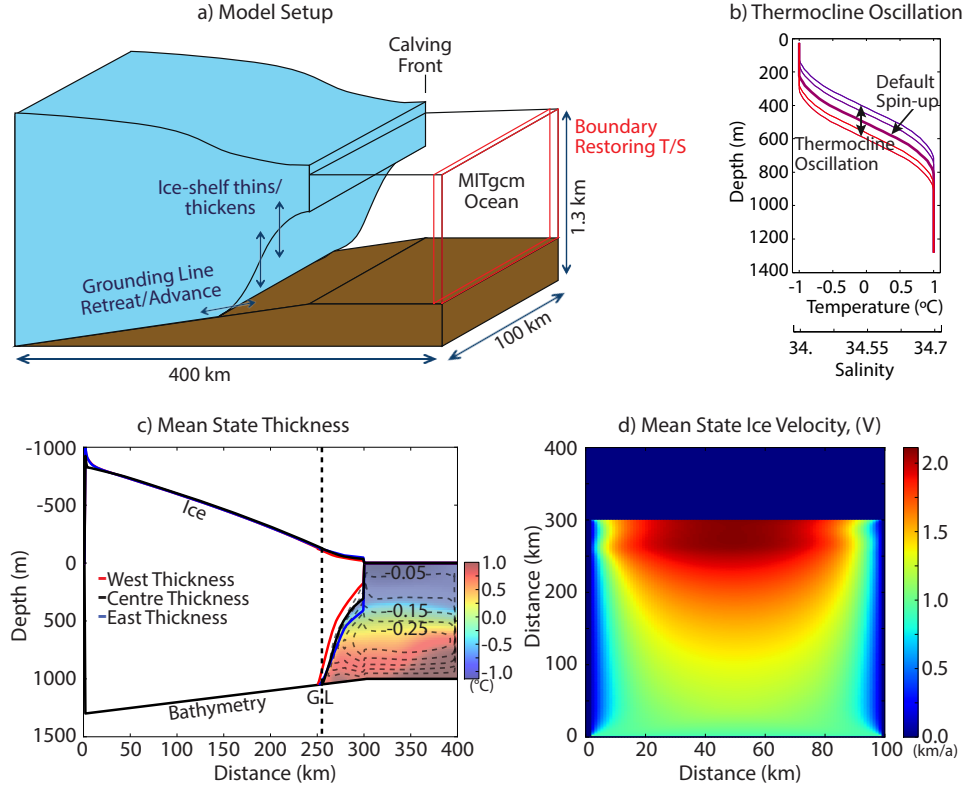 a) Model Setup
Calving
Front
Boundary
Restoring T/S
MITgcm
Ocean
Ice-shelf thins/
thickens
Grounding Line
Retreat/Advance
1.3 km
100 km
400 km
b) Thermocline Oscillation
0
200
400
600
800
1000
1200
1400
Depth (m)
Default
Spin-up
Thermocline
Oscillation
-1 -0.5 0 0.5 1
Temperature (ºC)
34. 34.55 34.7
Salinity
c) Mean State Thickness
-1000
-500
0
500
1000
1500
Depth (m)
Ice
West Thickness
Centre Thickness
East Thickness
-0.05
-0.15
-0.25
G.L
Bathymetry
1.0
0.5
0.0
-0.5
-1.0
(ºC)
0 50 100 150 200 250 300 350 400
Distance (km)
d) Mean State Ice Velocity, (V)
400
300
200
100
0
Distance (km)
0 20 40 60 80 100
Distance (km)
2.0
1.5
1.0
0.5
0.0
(km/a)